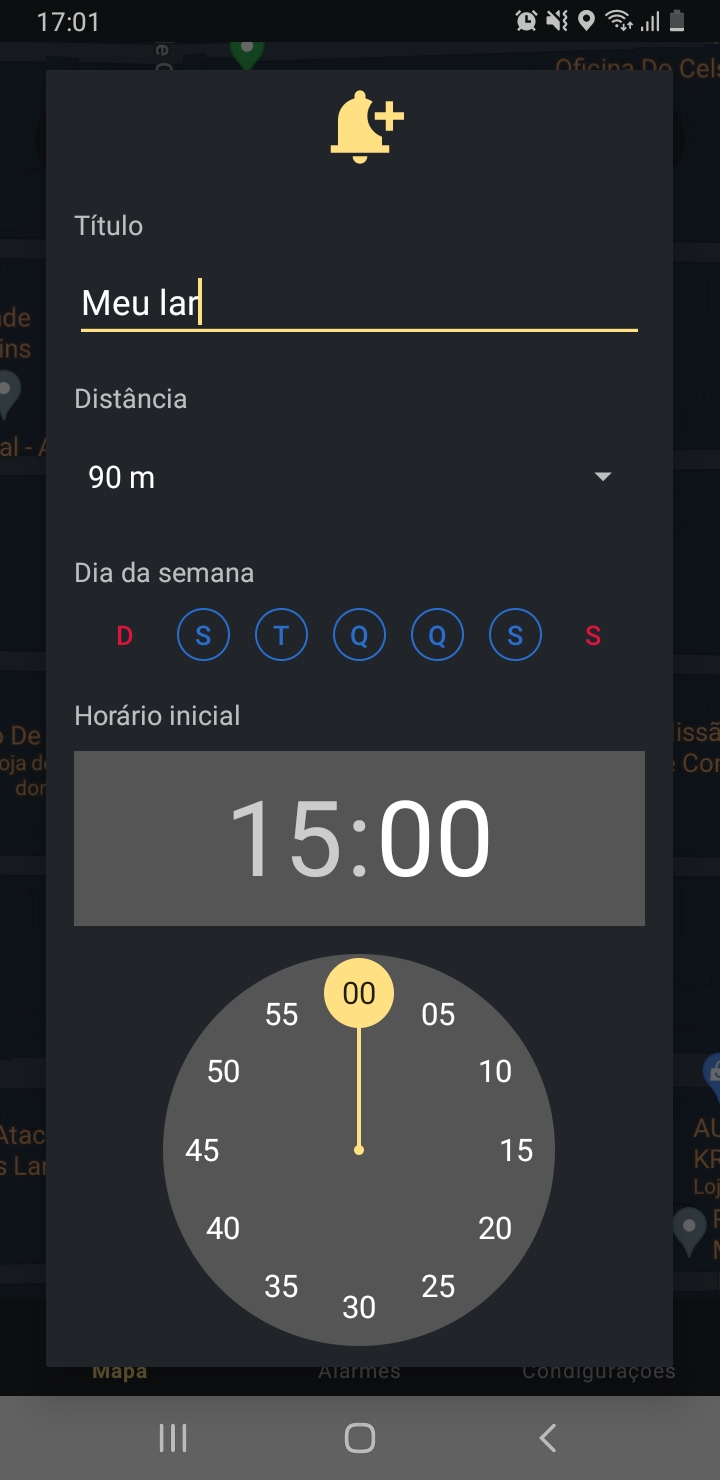 17:01
Oficina Do Cels
Título
Meu lar
Distância
90 m
Dia da semana
D S T Q Q S S
Horário inicial
15:00
00
55 05
50 10
45 15
40 20
35 25
30
Mapa Alarmes Condigurações